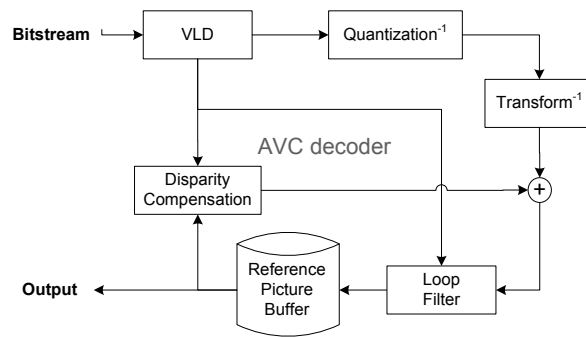 Bitstream
VLD
Quantization⁻¹
Transform⁻¹
AVC decoder
Disparity
Compensation
+
Reference
Picture
Buffer
Loop
Filter
Output